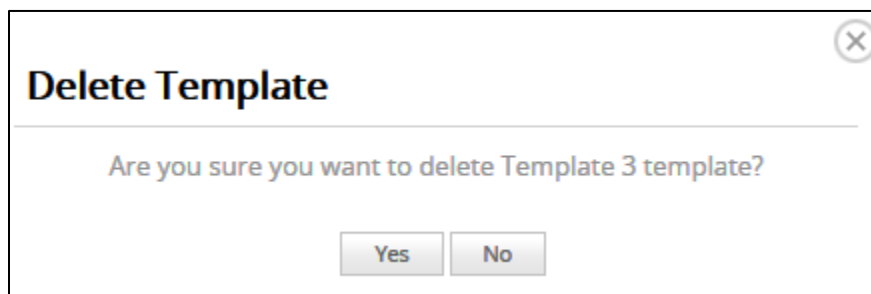 Delete Template
Are you sure you want to delete Template 3 template?
Yes No